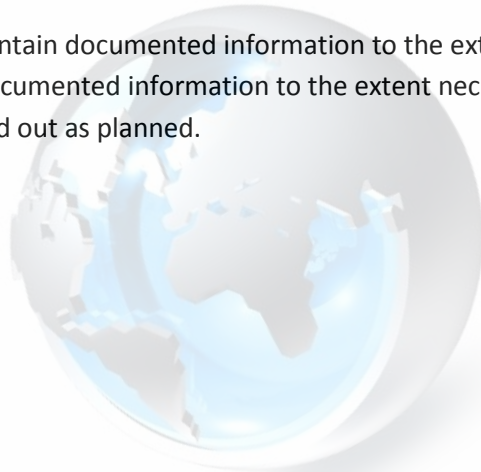 ntain documented information to the ext
cumented information to the extent nec
d out as planned.